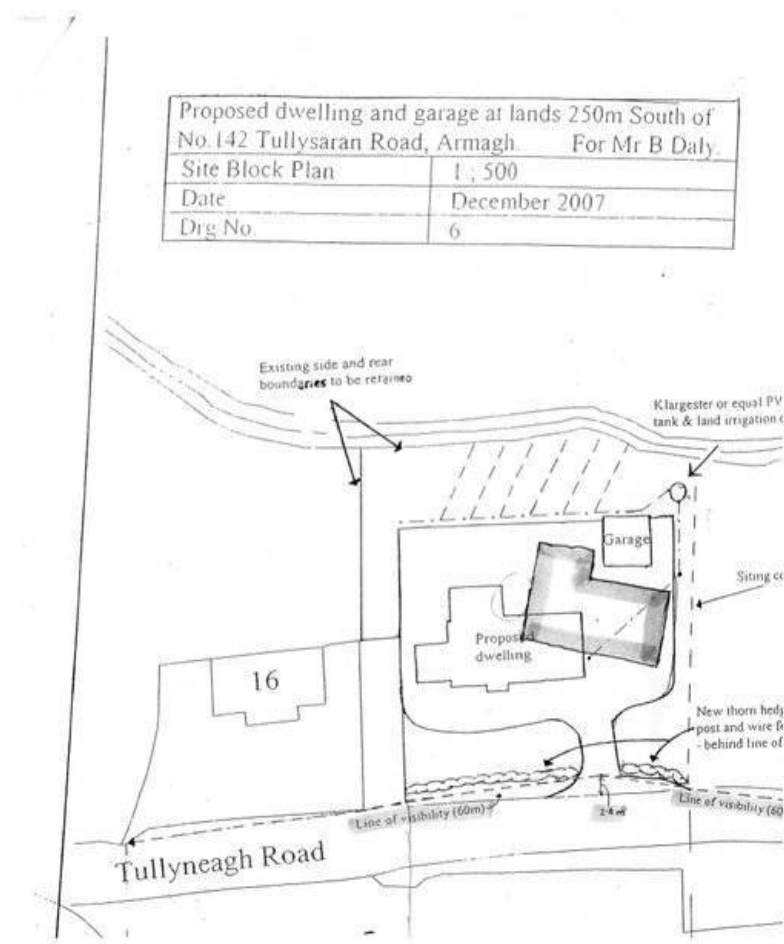 Proposed dwelling and garage at lands 250m South of
No.142 Tullysaran Road, Armagh. For Mr B Daly.
Site Block Plan 1 : 500
Date December 2007
Drg No. 6
Existing side and rear
boundaries to be retained
Klargester or equal PV
tank & land irrigation
Garage
Siting
Proposed
dwelling
16
New thorn hedg
post and wire
- behind line of
Line of visibility (60m)
2.4m
Line of visibility (60
Tullyneagh Road